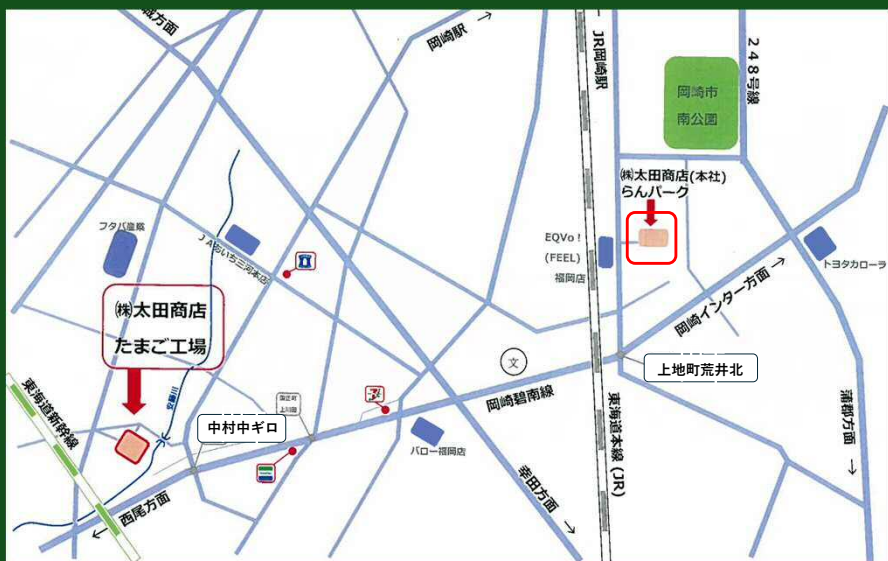 城方面
岡崎駅
JR岡崎駅
248号線
岡崎市
南公園
㈱太田商店(本社)
らんパーク
EQVo!
(FEEL)
福岡店
トヨタカローラ
岡崎インター方面
フタバ産業
JAあいち三河本店
㈱太田商店
たまご工場
東海道新幹線
安藤川
中村中ギロ
文
岡崎碧南線
上地町荒井北
バロー福岡店
東海道本線(JR)
蒲郡方面
幸田方面
西尾方面